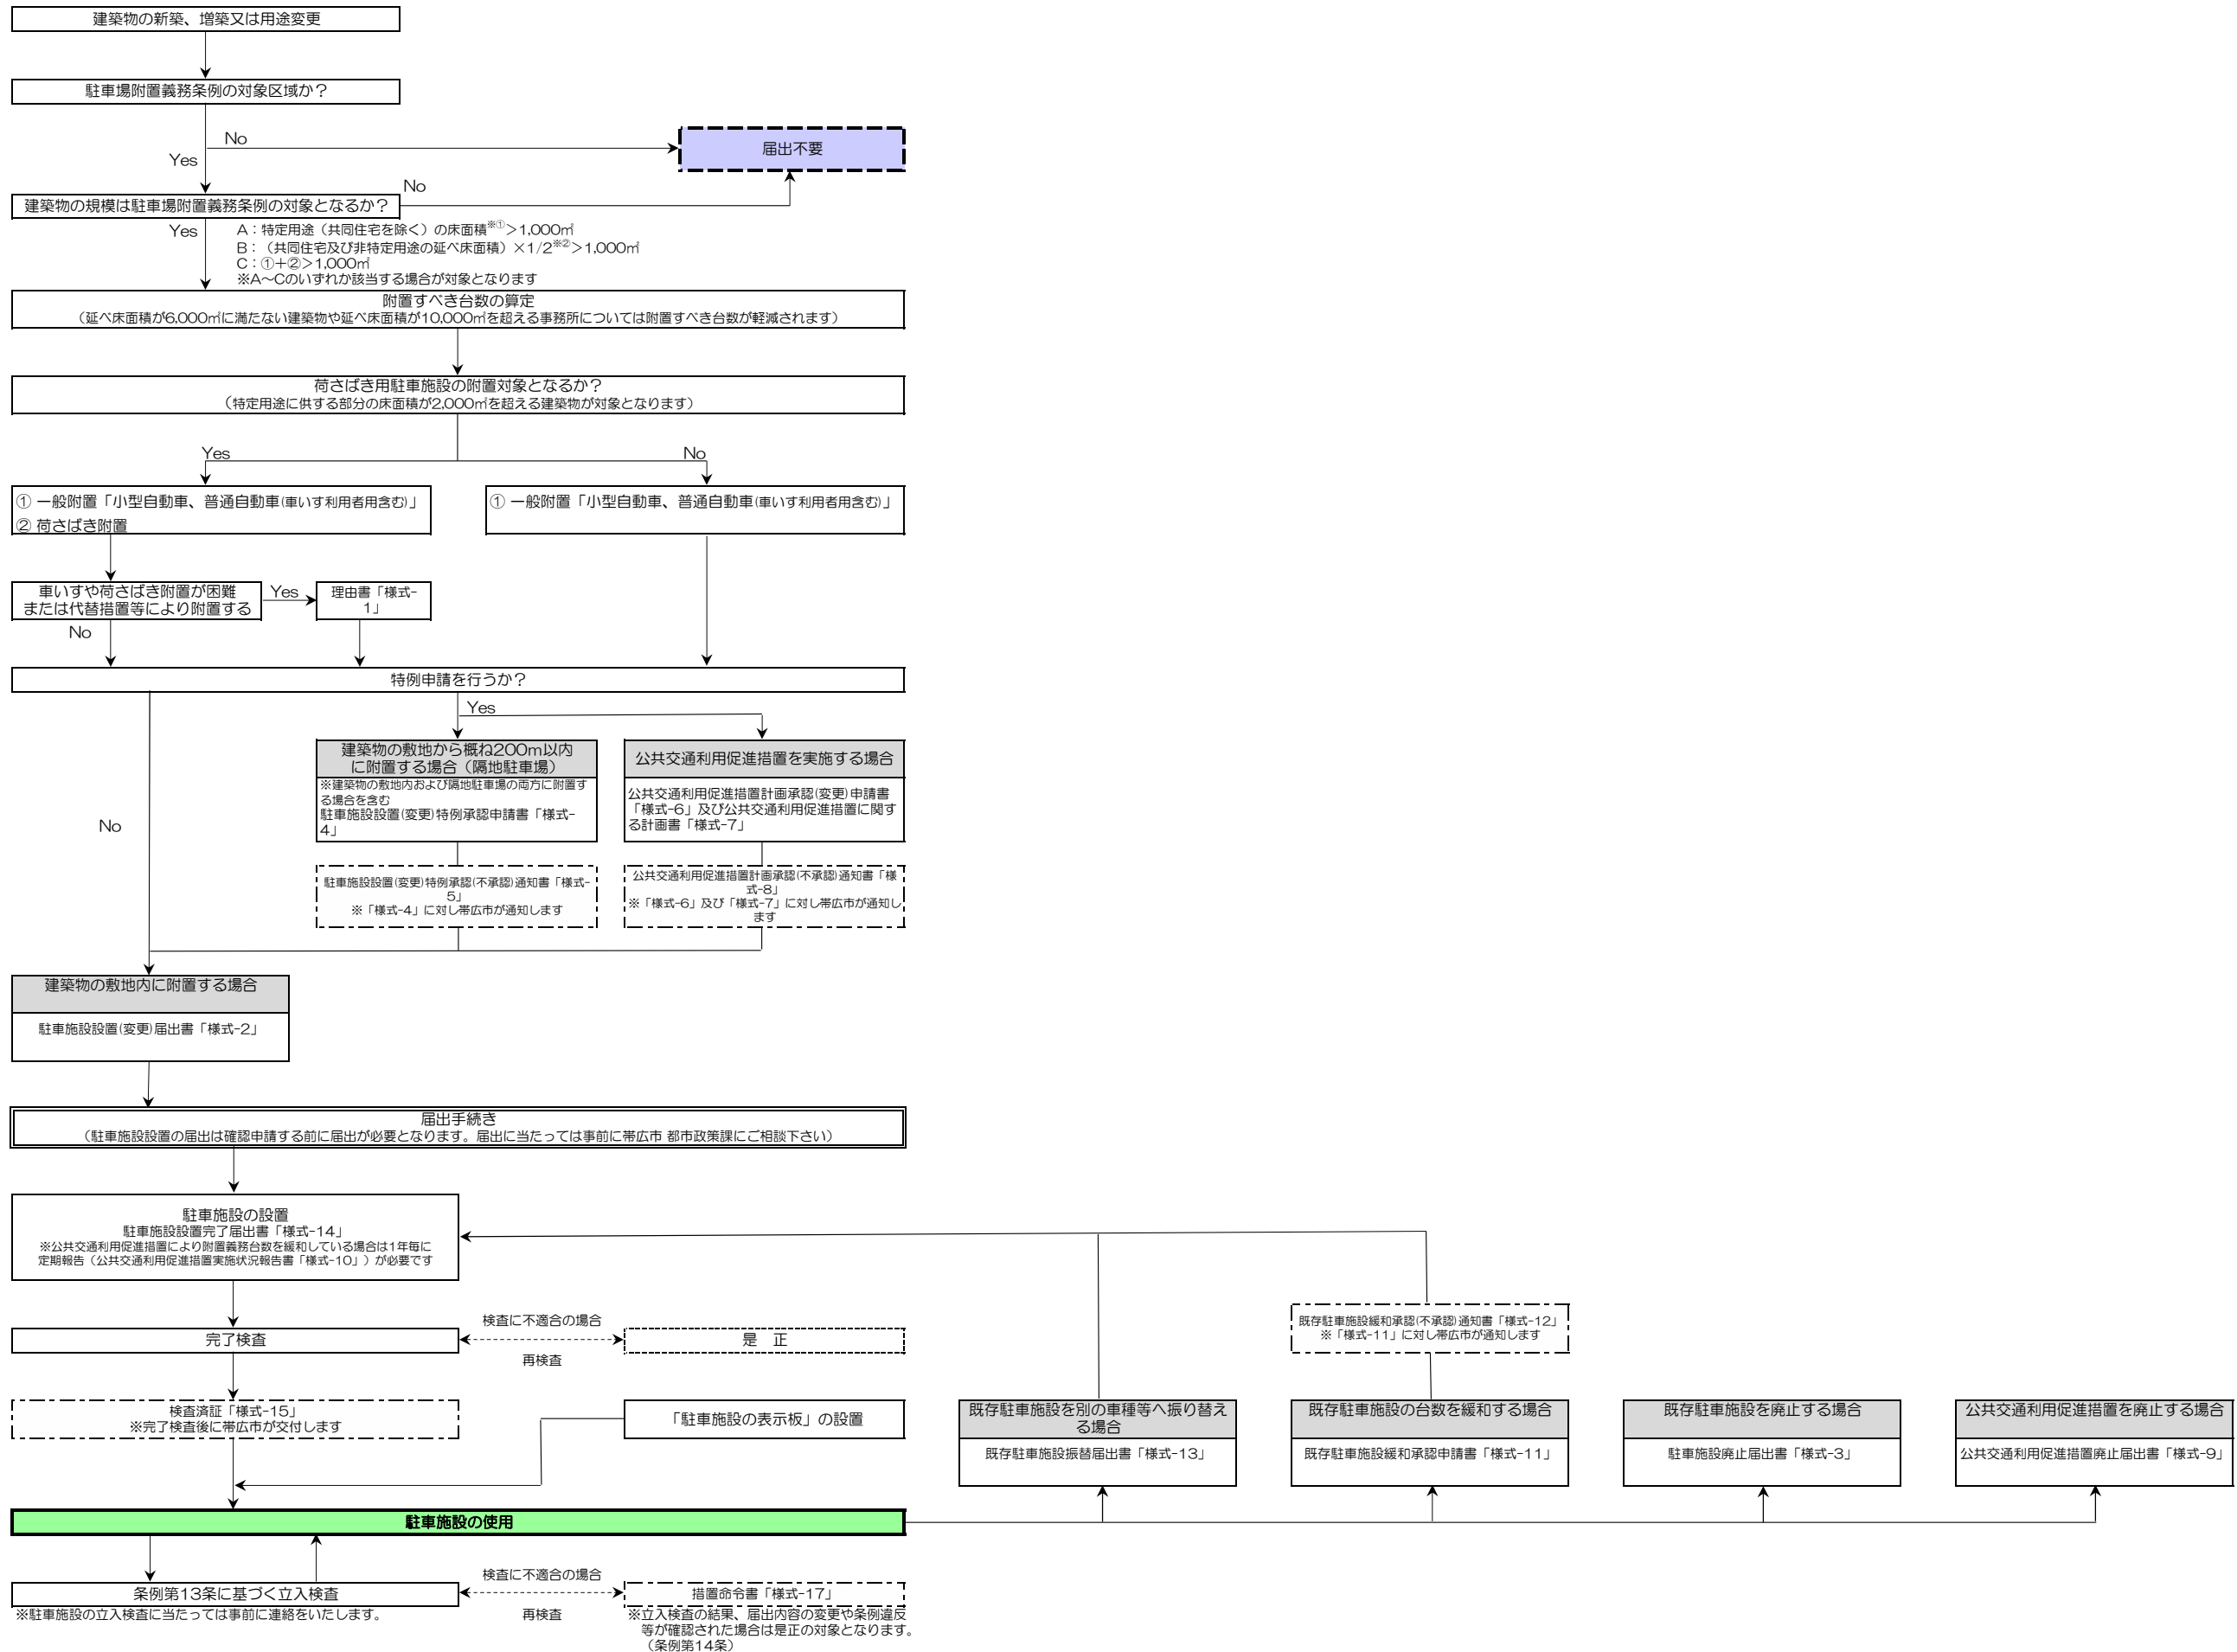 建築物の新築、増築又は用途変更
駐車場附置義務条例の対象区域か？
No
Yes
届出不要
No
建築物の規模は駐車場附置義務条例の対象となるか？
Yes
A：特定用途（共同住宅を除く）の床面積※①＞1,000㎡
B：（共同住宅及び非特定用途の延べ床面積）×1/2※②＞1,000㎡
C：①+②＞1,000㎡
※A～Cのいずれか該当する場合が対象となります
附置すべき台数の算定
（延べ床面積が6,000㎡に満たない建築物や延べ床面積が10,000㎡を超える事務所については附置すべき台数が軽減されます）
荷さばき用駐車施設の附置対象となるか？
（特定用途に供する部分の床面積が2,000㎡を超える建築物が対象となります）
Yes
No
① 一般附置「小型自動車、普通自動車(車いす利用者用含む)」
② 荷さばき附置
① 一般附置「小型自動車、普通自動車(車いす利用者用含む)」
車いすや荷さばき附置が困難
または代替措置等により附置する
Yes
理由書「様式-
1」
No
特例申請を行うか？
Yes
No
建築物の敷地から概ね200m以内
に附置する場合（隔地駐車場）
※建築物の敷地内および隔地駐車場の両方に附置す
る場合を含む
駐車施設設置(変更)特例承認申請書「様式-
4」
公共交通利用促進措置を実施する場合
公共交通利用促進措置計画承認(変更)申請書
「様式-6」及び公共交通利用促進措置に関す
る計画書「様式-7」
駐車施設設置(変更)特例承認(不承認)通知書「様式-
5」
※「様式-4」に対し帯広市が通知します
公共交通利用促進措置計画承認(不承認)通知書「様
式-8」
※「様式-6」及び「様式-7」に対し帯広市が通知し
ます
建築物の敷地内に附置する場合
駐車施設設置(変更)届出書「様式-2」
届出手続き
（駐車施設設置の届出は確認申請する前に届出が必要となります。届出に当たっては事前に帯広市 都市政策課にご相談下さい）
駐車施設の設置
駐車施設設置完了届出書「様式-14」
※公共交通利用促進措置により附置義務台数を緩和している場合は1年毎に
定期報告（公共交通利用促進措置実施状況報告書「様式-10」）が必要です
完了検査
検査に不適合の場合
再検査
是　正
既存駐車施設緩和承認(不承認)通知書「様式-12」
※「様式-11」に対し帯広市が通知します
検査済証「様式-15」
※完了検査後に帯広市が交付します
「駐車施設の表示板」の設置
既存駐車施設を別の車種等へ振り替え
る場合
既存駐車施設振替届出書「様式-13」
既存駐車施設の台数を緩和する場合
既存駐車施設緩和承認申請書「様式-11」
既存駐車施設を廃止する場合
駐車施設廃止届出書「様式-3」
公共交通利用促進措置を廃止する場合
公共交通利用促進措置廃止届出書「様式-9」
駐車施設の使用
条例第13条に基づく立入検査
※駐車施設の立入検査に当たっては事前に連絡をいたします。
検査に不適合の場合
再検査
措置命令書「様式-17」
※立入検査の結果、届出内容の変更や条例違反
等が確認された場合は是正の対象となります。
（条例第14条）